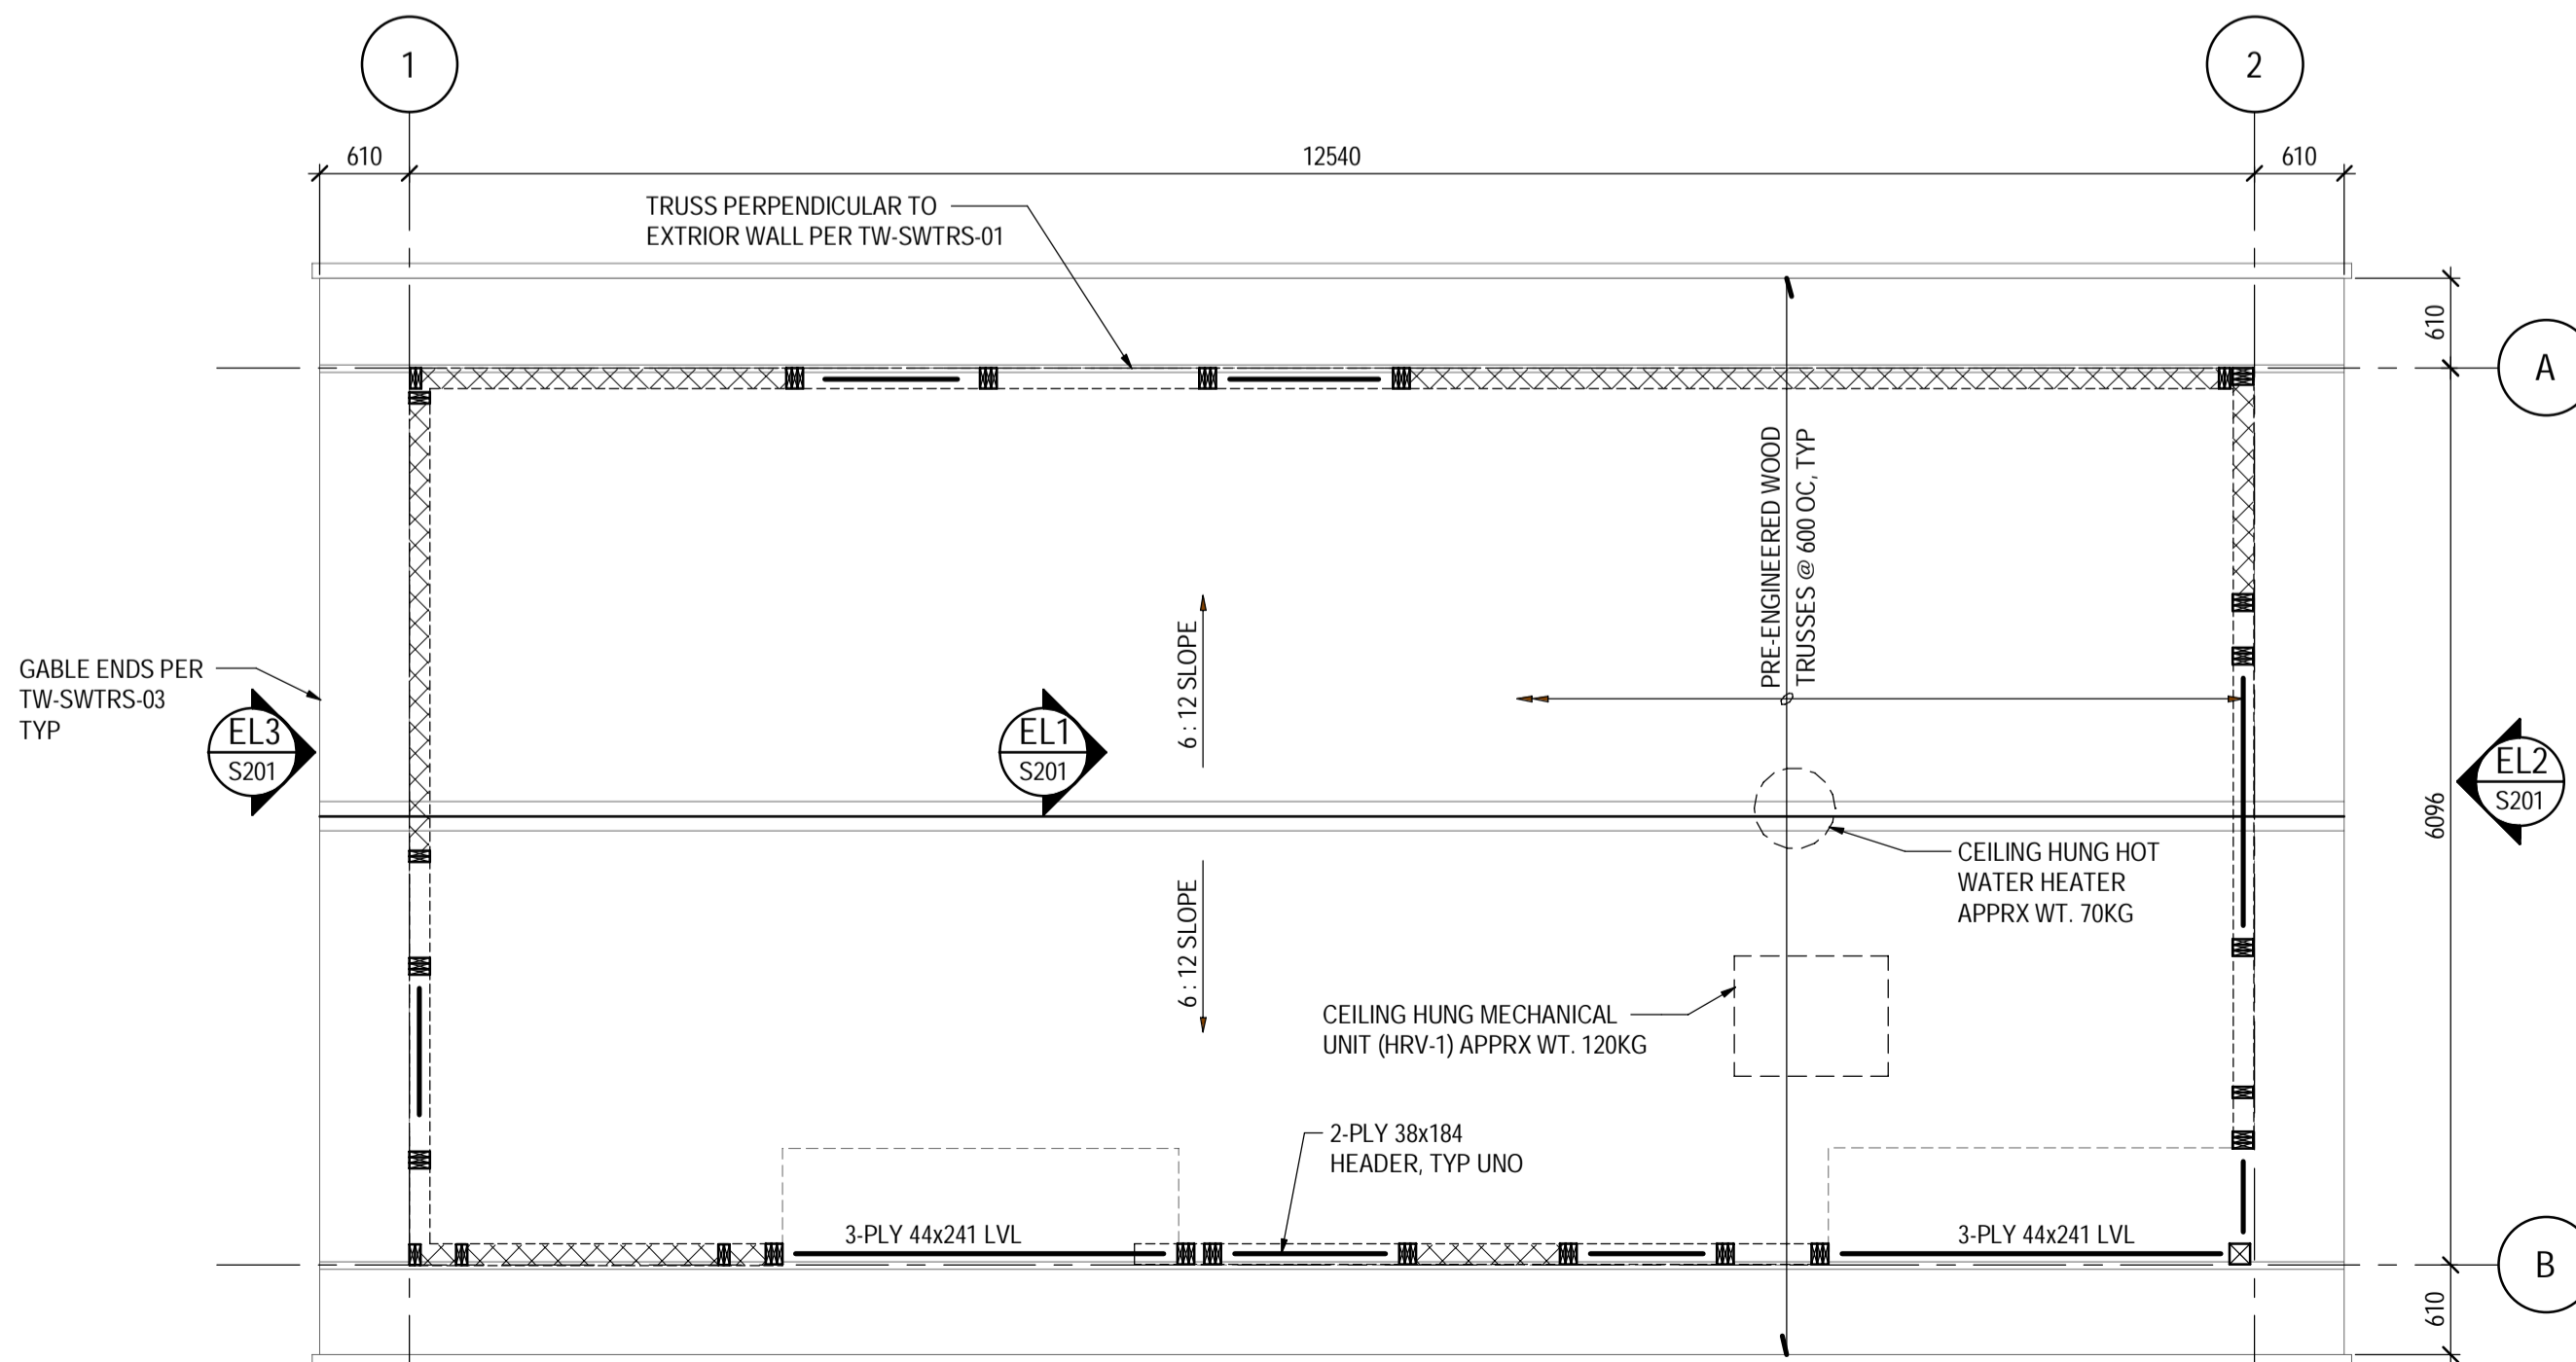 1
2
610
12540
610
TRUSS PERPENDICULAR TO
EXTRIOR WALL PER TW-SWTRS-01
610
A
PRE-ENGINEERED WOOD
TRUSSES @ 600 OC, TYP
6 : 12 SLOPE
GABLE ENDS PER
TW-SWTRS-03
TYP
EL3
S201
EL1
S201
EL2
S201
6096
CEILING HUNG HOT
WATER HEATER
APPRX WT. 70KG
6 : 12 SLOPE
CEILING HUNG MECHANICAL
UNIT (HRV-1) APPRX WT. 120KG
2-PLY 38x184
HEADER, TYP UNO
3-PLY 44x241 LVL
3-PLY 44x241 LVL
B
610